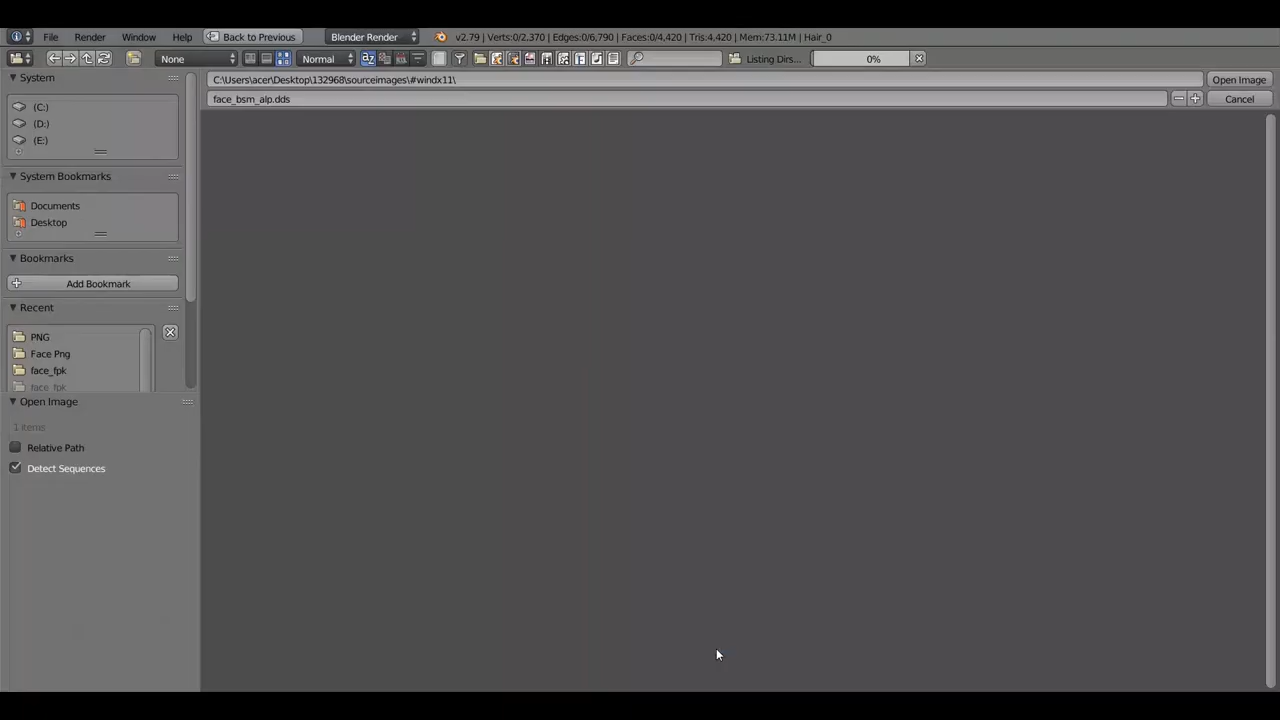 File Render Window Help Back to Previous Blender Render v2.79 | Verts:0/2,370 | Edges:0/6,790 | Faces:0/4,420 | Tris:4,420 | Mem:73.11M | Hair_0
None Normal Listing Dirs... 0%
System
(C:)
(D:)
(E:)
System Bookmarks
Documents
Desktop
Bookmarks
Add Bookmark
Recent
PNG
Face Png
face_fpk
face_fpk
Open Image
1 items
Relative Path
Detect Sequences
C:\Users\acer\Desktop\132968\sourceimages\#windx11\ Open Image
face_bsm_alp.dds Cancel